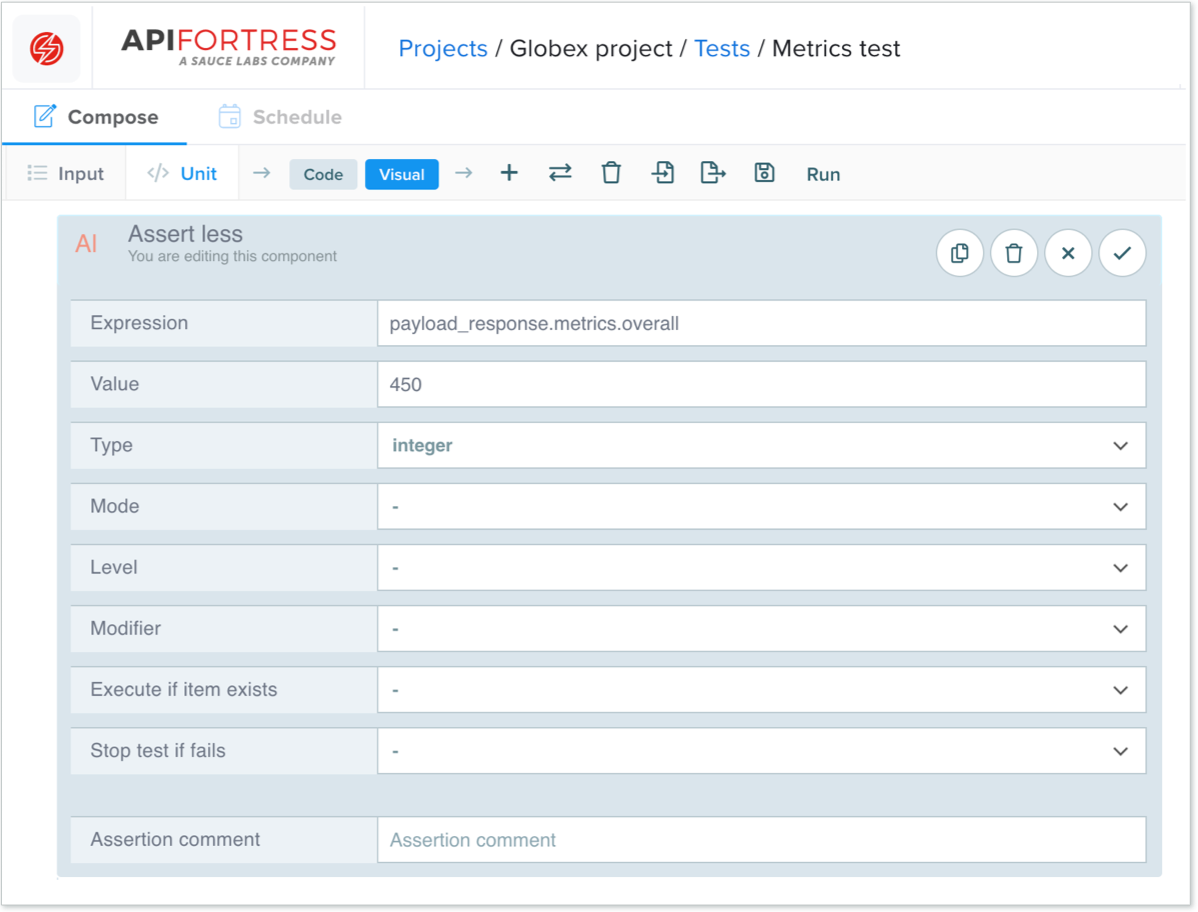 APIFORTRESS
A SAUCE LABS COMPANY
Projects / Globex project / Tests / Metrics test
Compose
Schedule
Input
</> Unit
Code
Visual
Run
AI
Assert less
You are editing this component
Expression payload_response.metrics.overall
Value 450
Type integer
Mode -
Level -
Modifier -
Execute if item exists -
Stop test if fails -
Assertion comment Assertion comment